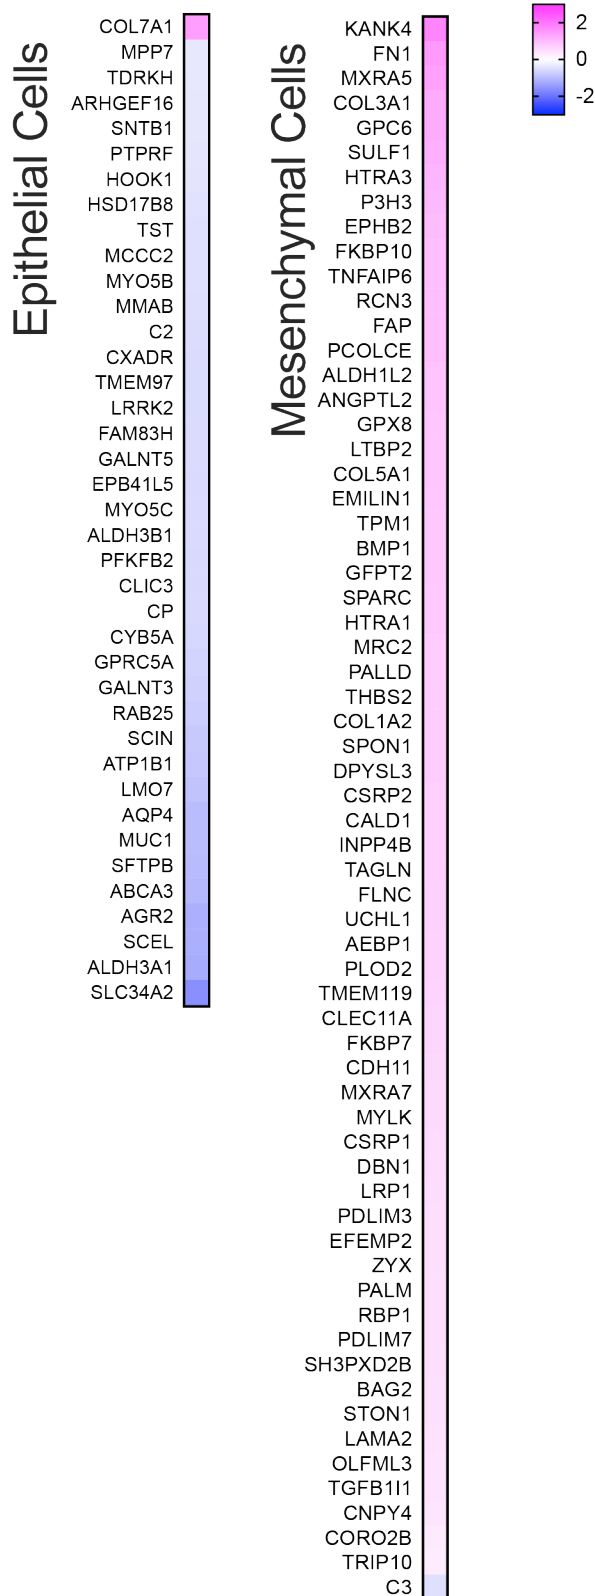 Epithelial Cells
COL7A1
MPP7
TDRKH
ARHGEF16
SNTB1
PTPRF
HOOK1
HSD17B8
TST
MCCC2
MYO5B
MMAB
C2
CXADR
TMEM97
LRRK2
FAM83H
GALNT5
EPB41L5
MYO5C
ALDH3B1
PFKFB2
CLIC3
CP
CYB5A
GPRC5A
GALNT3
RAB25
SCIN
ATP1B1
LMO7
AQP4
MUC1
SFTPB
ABCA3
AGR2
SCEL
ALDH3A1
SLC34A2
Mesenchymal Cells
KANK4
FN1
MXRA5
COL3A1
GPC6
SULF1
HTRA3
P3H3
EPHB2
FKBP10
TNFAIP6
RCN3
FAP
PCOLCE
ALDH1L2
ANGPTL2
GPX8
LTBP2
COL5A1
EMILIN1
TPM1
BMP1
GFPT2
SPARC
HTRA1
MRC2
PALLD
THBS2
COL1A2
SPON1
DPYSL3
CSRP2
CALD1
INPP4B
TAGLN
FLNC
UCHL1
AEBP1
PLOD2
TMEM119
CLEC11A
FKBP7
CDH11
MXRA7
MYLK
CSRP1
DBN1
LRP1
PDLIM3
EFEMP2
ZYX
PALM
RBP1
PDLIM7
SH3PXD2B
BAG2
STON1
LAMA2
OLFML3
TGFB1I1
CNPY4
CORO2B
TRIP10
C3
2
0
-2